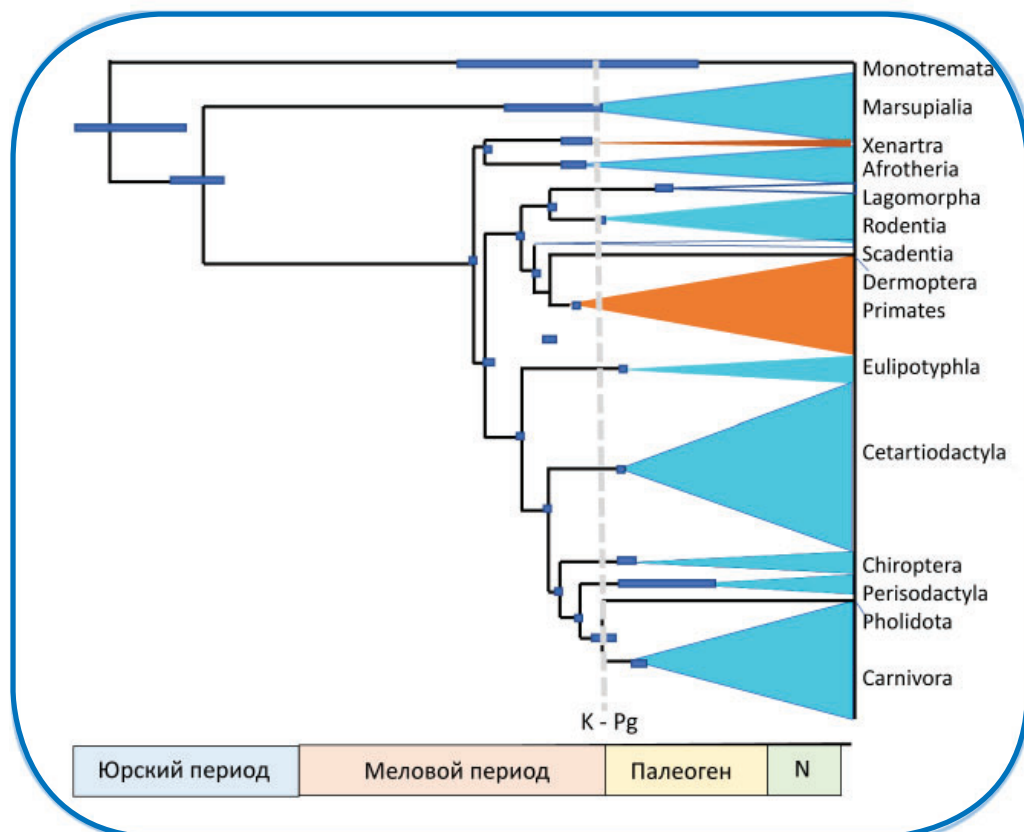 Monotremata
Marsupialia
Xenartra
Afrotheria
Lagomorpha
Rodentia
Scadentia
Dermoptera
Primates
Eulipotyphla
Cetartiodactyla
Chiroptera
Perisodactyla
Pholidota
Carnivora
K - Pg
Юрский период
Меловой период
Палеоген
N